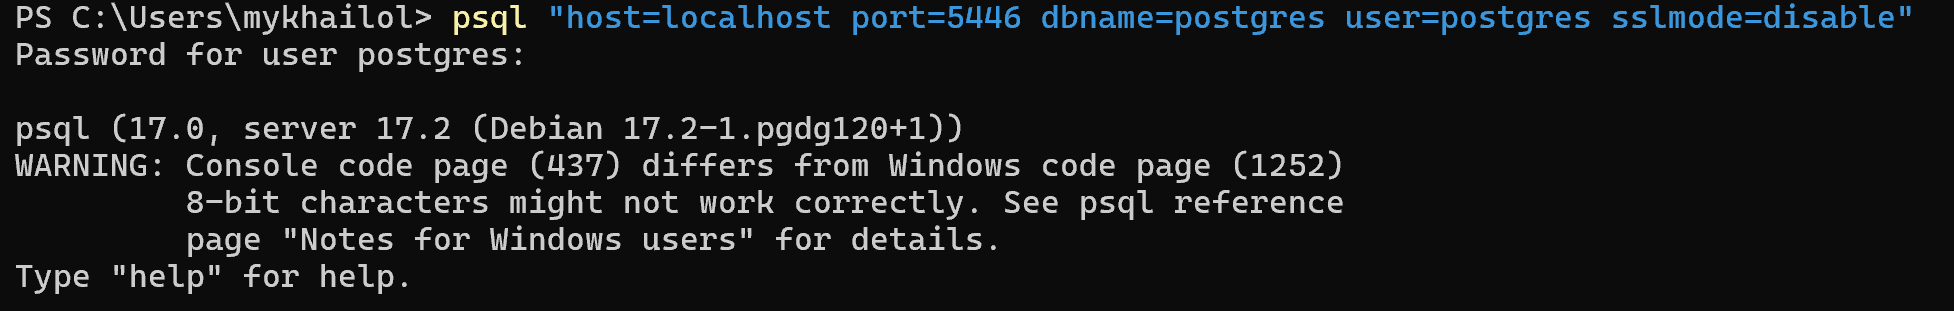 PS C:\Users\mykhailol> psql "host=localhost port=5446 dbname=postgres user=postgres sslmode=disable"
Password for user postgres:
psql (17.0, server 17.2 (Debian 17.2-1.pgdg120+1))
WARNING: Console code page (437) differs from Windows code page (1252)
8-bit characters might not work correctly. See psql reference
page "Notes for Windows users" for details.
Type "help" for help.